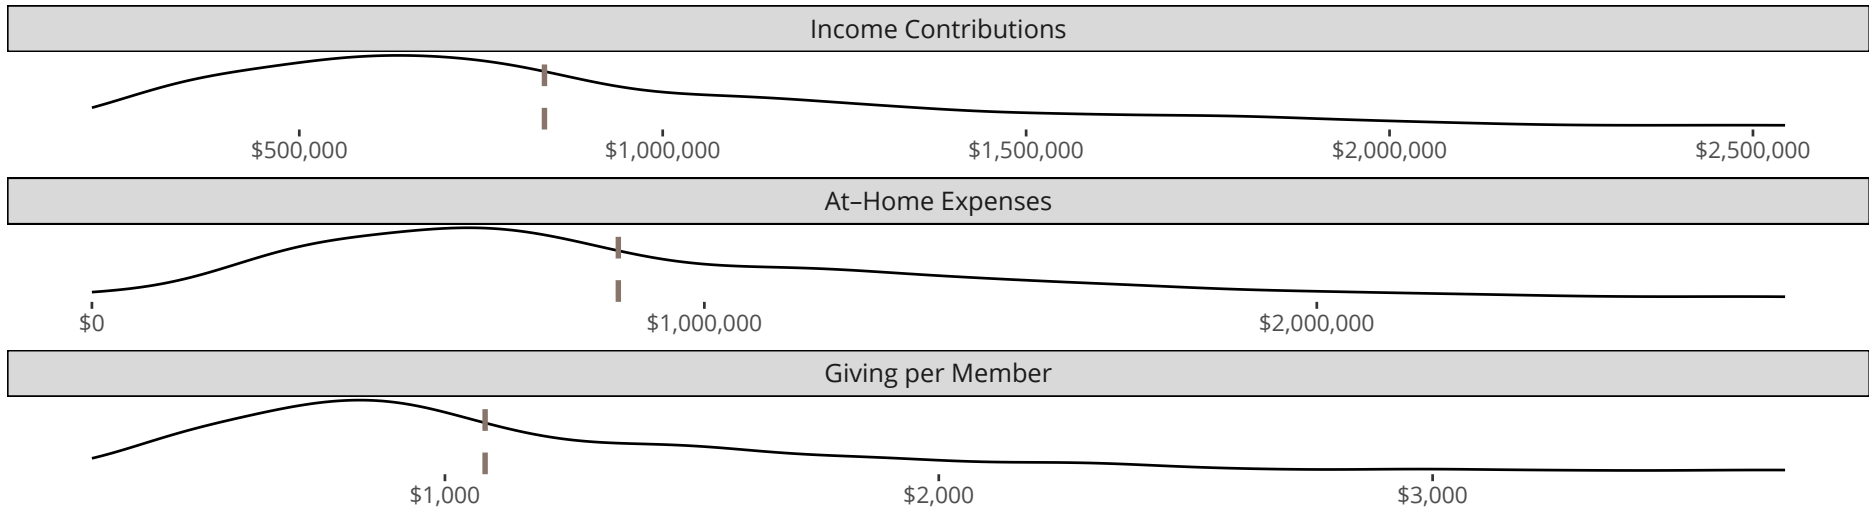 Income Contributions
$500,000 $1,000,000 $1,500,000 $2,000,000 $2,500,000
At–Home Expenses
$0 $1,000,000 $2,000,000
Giving per Member
$1,000 $2,000 $3,000